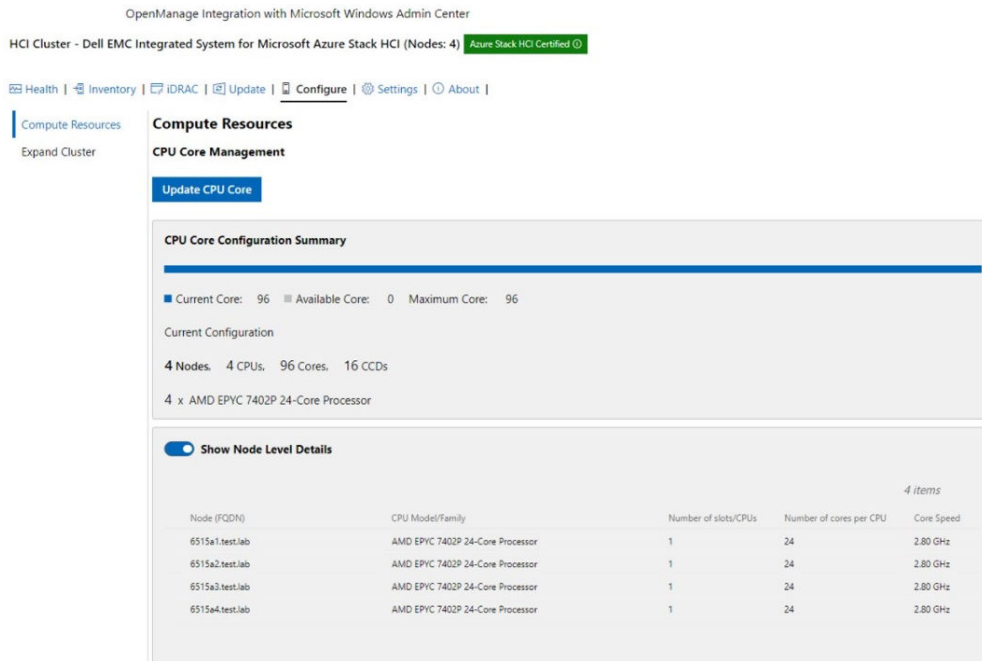 OpenManage Integration with Microsoft Windows Admin Center
HCI Cluster - Dell EMC Integrated System for Microsoft Azure Stack HCI (Nodes: 4) Azure Stack HCI Certified
Health | Inventory | iDRAC | Update | Configure | Settings | About |
Compute Resources
Expand Cluster
Compute Resources
CPU Core Management
Update CPU Core
CPU Core Configuration Summary
Current Core: 96 Available Core: 0 Maximum Core: 96
Current Configuration
4 Nodes, 4 CPUs, 96 Cores, 16 CCDs
4 x AMD EPYC 7402P 24-Core Processor
Show Node Level Details
4 items
Node (FQDN) CPU Model/Family Number of slots/CPUs Number of cores per CPU Core Speed
6515a1.test.lab AMD EPYC 7402P 24-Core Processor 1 24 2.80 GHz
6515a2.test.lab AMD EPYC 7402P 24-Core Processor 1 24 2.80 GHz
6515a3.test.lab AMD EPYC 7402P 24-Core Processor 1 24 2.80 GHz
6515a4.test.lab AMD EPYC 7402P 24-Core Processor 1 24 2.80 GHz